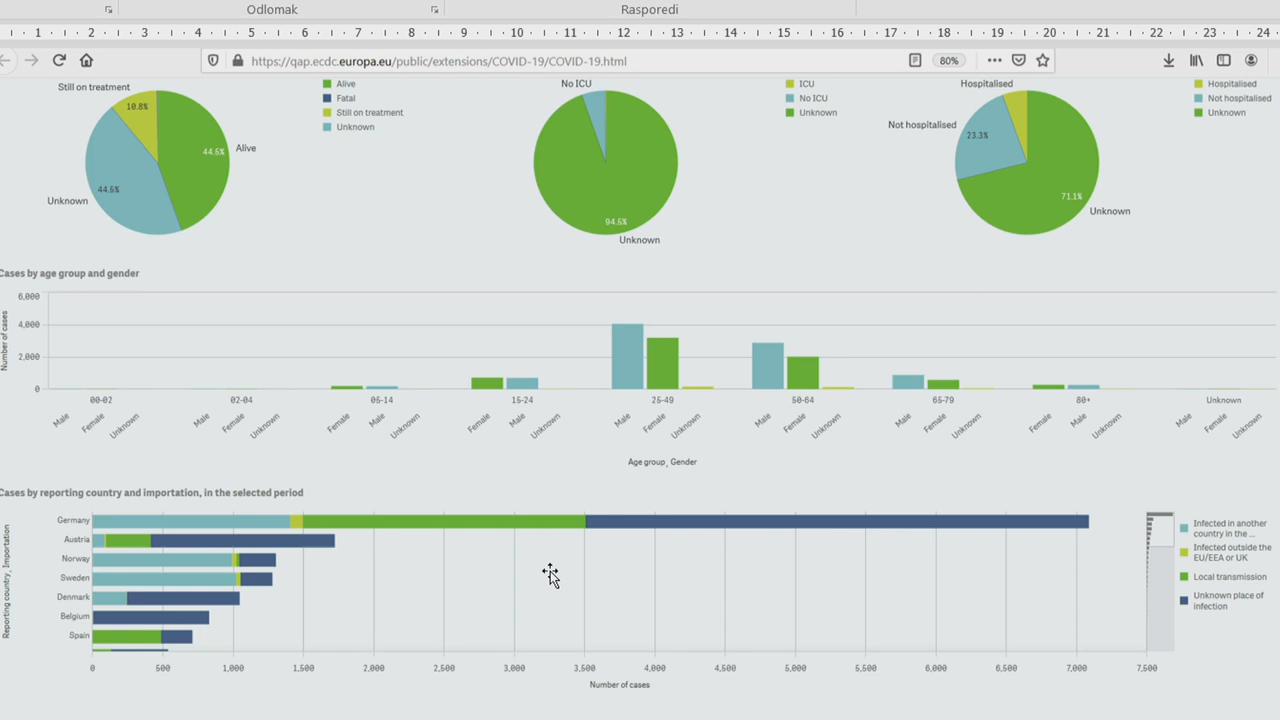 Odlomak Rasporedi
1 2 3 4 5 6 7 8 9 10 11 12 13 14 15 16 17 18 19 20 21 22 23 24
https://qap.ecdc.europa.eu/public/extensions/COVID-19/COVID-19.html 80%
Still on treatment
10.8%
44.6%
Alive
44.6%
Unknown
Alive
Fatal
Still on treatment
Unknown
No ICU
94.6%
Unknown
ICU
No ICU
Unknown
Hospitalised
Not hospitalised
23.3%
71.1%
Unknown
Hospitalised
Not hospitalised
Unknown
Cases by age group and gender
Number of cases
6,000
4,000
2,000
0
00-02 02-04 05-14 15-24 25-49 50-64 65-79 80+ Unknown
Male Female Unknown Male Female Unknown Female Male Unknown Female Male Unknown Male Female Unknown Male Female Unknown Male Female Unknown Female Male Unknown Male Female Unknown
Age group, Gender
Cases by reporting country and importation, in the selected period
Reporting country, Importation
Germany
Austria
Norway
Sweden
Denmark
Belgium
Spain
0 500 1,000 1,500 2,000 2,500 3,000 3,500 4,000 4,500 5,000 5,500 6,000 6,500 7,000 7,500
Number of cases
Infected in another
country in the ...
Infected outside the
EU/EEA or UK
Local transmission
Unknown place of
infection